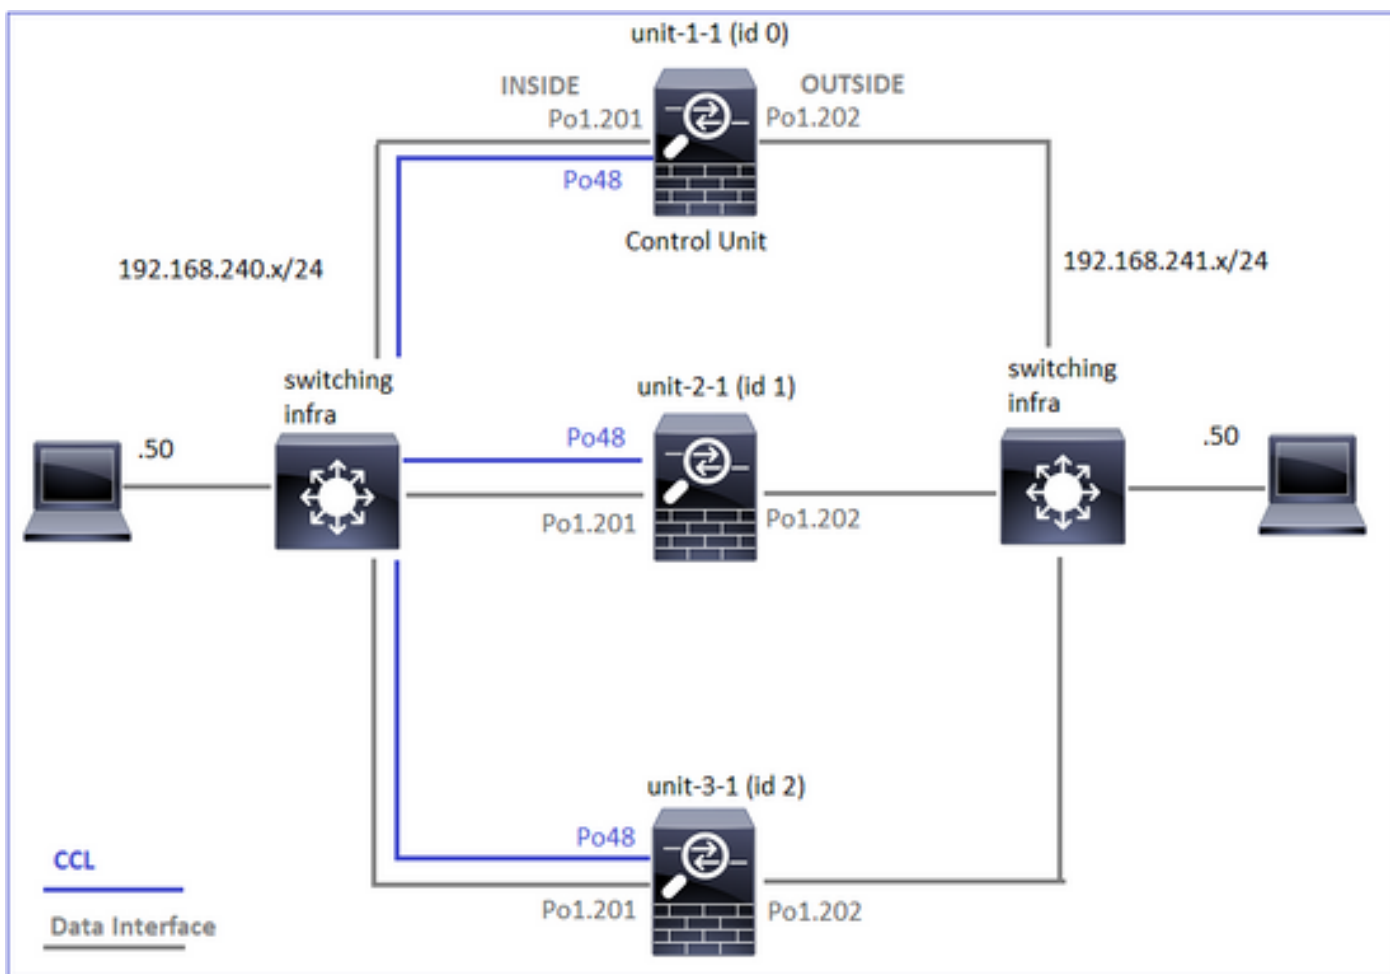 unit-1-1 (id 0)
INSIDE
OUTSIDE
Po1.201
Po1.202
Po48
Control Unit
192.168.240.x/24
192.168.241.x/24
switching
infra
unit-2-1 (id 1)
switching
infra
.50
Po48
.50
Po1.201
Po1.202
unit-3-1 (id 2)
Po48
CCL
Po1.201
Po1.202
Data Interface